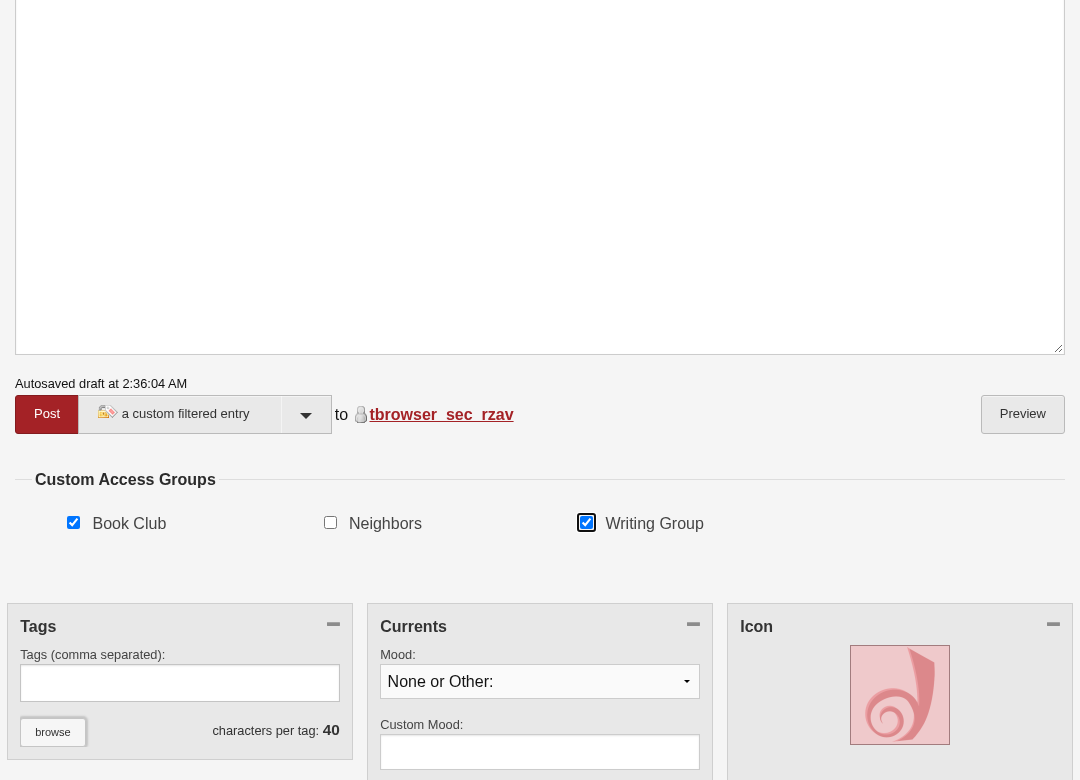 Autosaved draft at 2:36:04 AM
Post a custom filtered entry to tbrowser_sec_rzav Preview
Custom Access Groups
Book Club Neighbors Writing Group
Tags
Tags (comma separated):
browse characters per tag: 40
Currents
Mood:
None or Other:
Custom Mood:
Icon